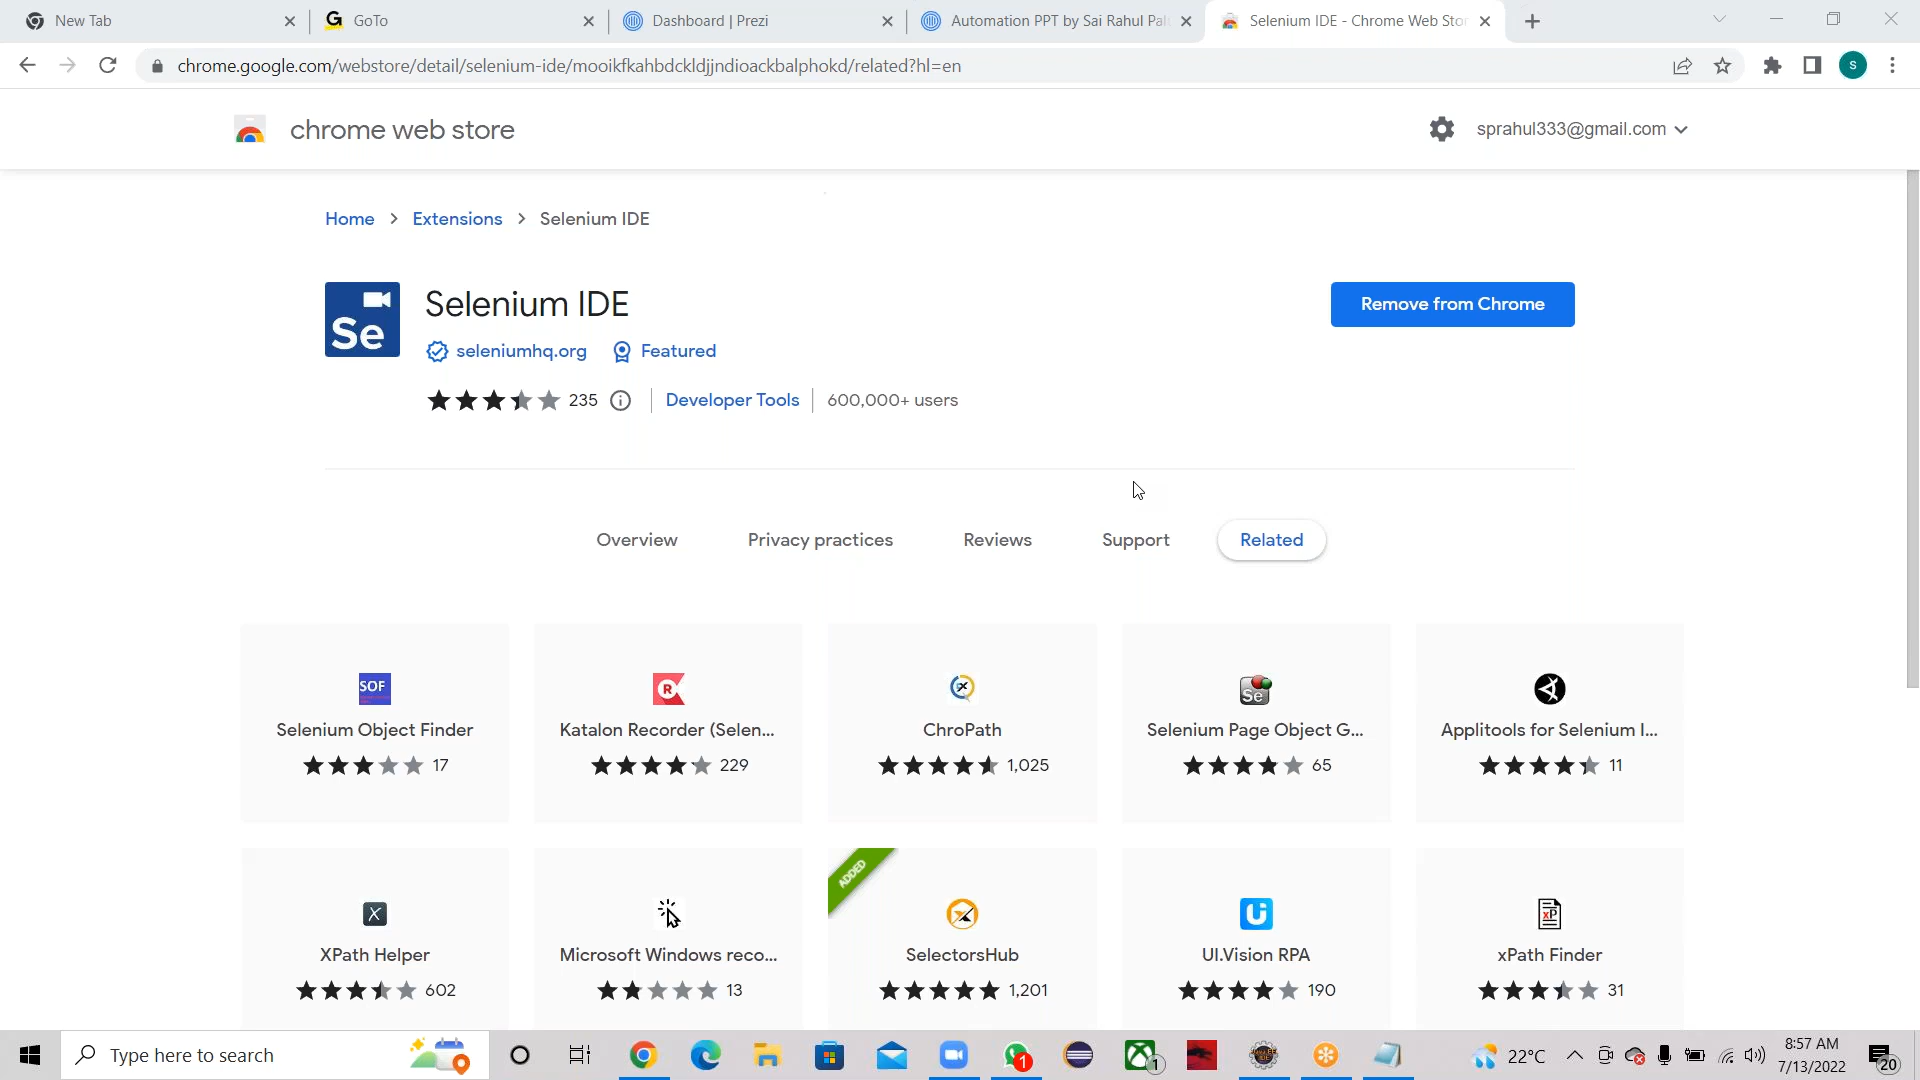 New Tab
GoTo
Dashboard | Prezi
Automation PPT by Sai Rahul Pal
Selenium IDE - Chrome Web Stor
chrome.google.com/webstore/detail/selenium-ide/mooikfkahbdckldjjndioackbalphokd/related?hl=en
S
chrome web store
sprahul333@gmail.com
Home > Extensions > Selenium IDE
Se
Selenium IDE
Remove from Chrome
seleniumhq.org Featured
235 Developer Tools 600,000+ users
Overview Privacy practices Reviews Support Related
SOF
Selenium Object Finder
17
R
Katalon Recorder (Selen...
229
ChroPath
1,025
Se
Selenium Page Object G...
65
Applitools for Selenium I...
11
X
XPath Helper
602
Microsoft Windows reco...
13
ADDED
SelectorsHub
1,201
UI.Vision RPA
190
xP
xPath Finder
31
Type here to search
1
1
22°C
8:57 AM
7/13/2022
20